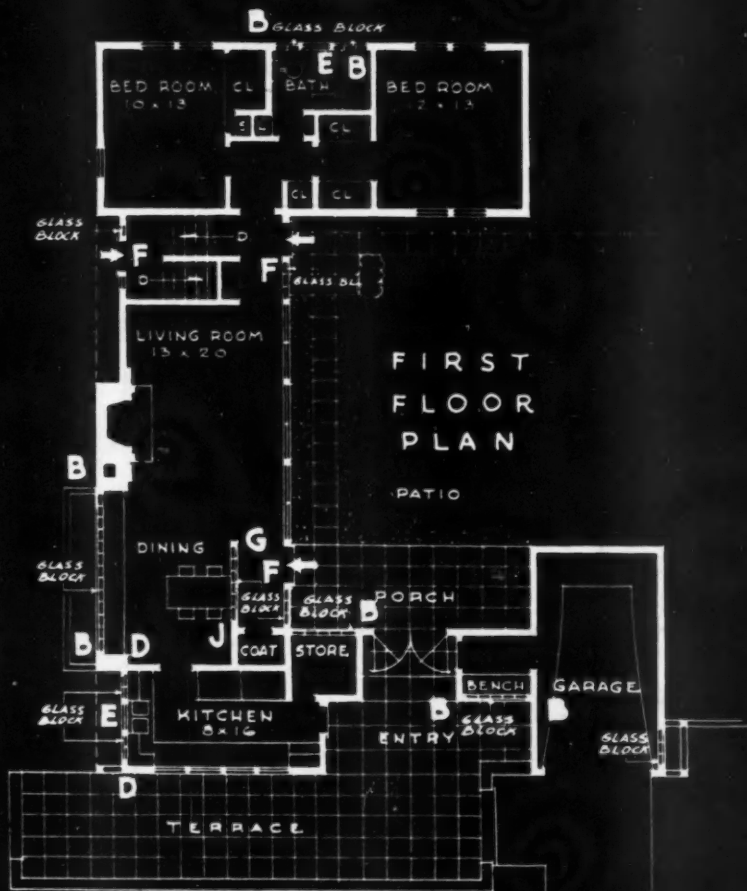 B GLASS BLOCK
E B
BED ROOM
10 x 13
CL
BATH
BED ROOM
12 x 13
S L
CL
CL CL
GLASS
BLOCK
F
D
D
F
GLASS BL.
LIVING ROOM
13 x 20
FIRST
FLOOR
PLAN
PATIO
B
DINING
G
F
GLASS
BLOCK
GLASS
BLOCK
GLASS
BLOCK
B
PORCH
B D
J
COAT
STORE
BENCH
GARAGE
GLASS
BLOCK
E
KITCHEN
8 x 16
B
GLASS
BLOCK
B
ENTRY
GLASS
BLOCK
D
TERRACE